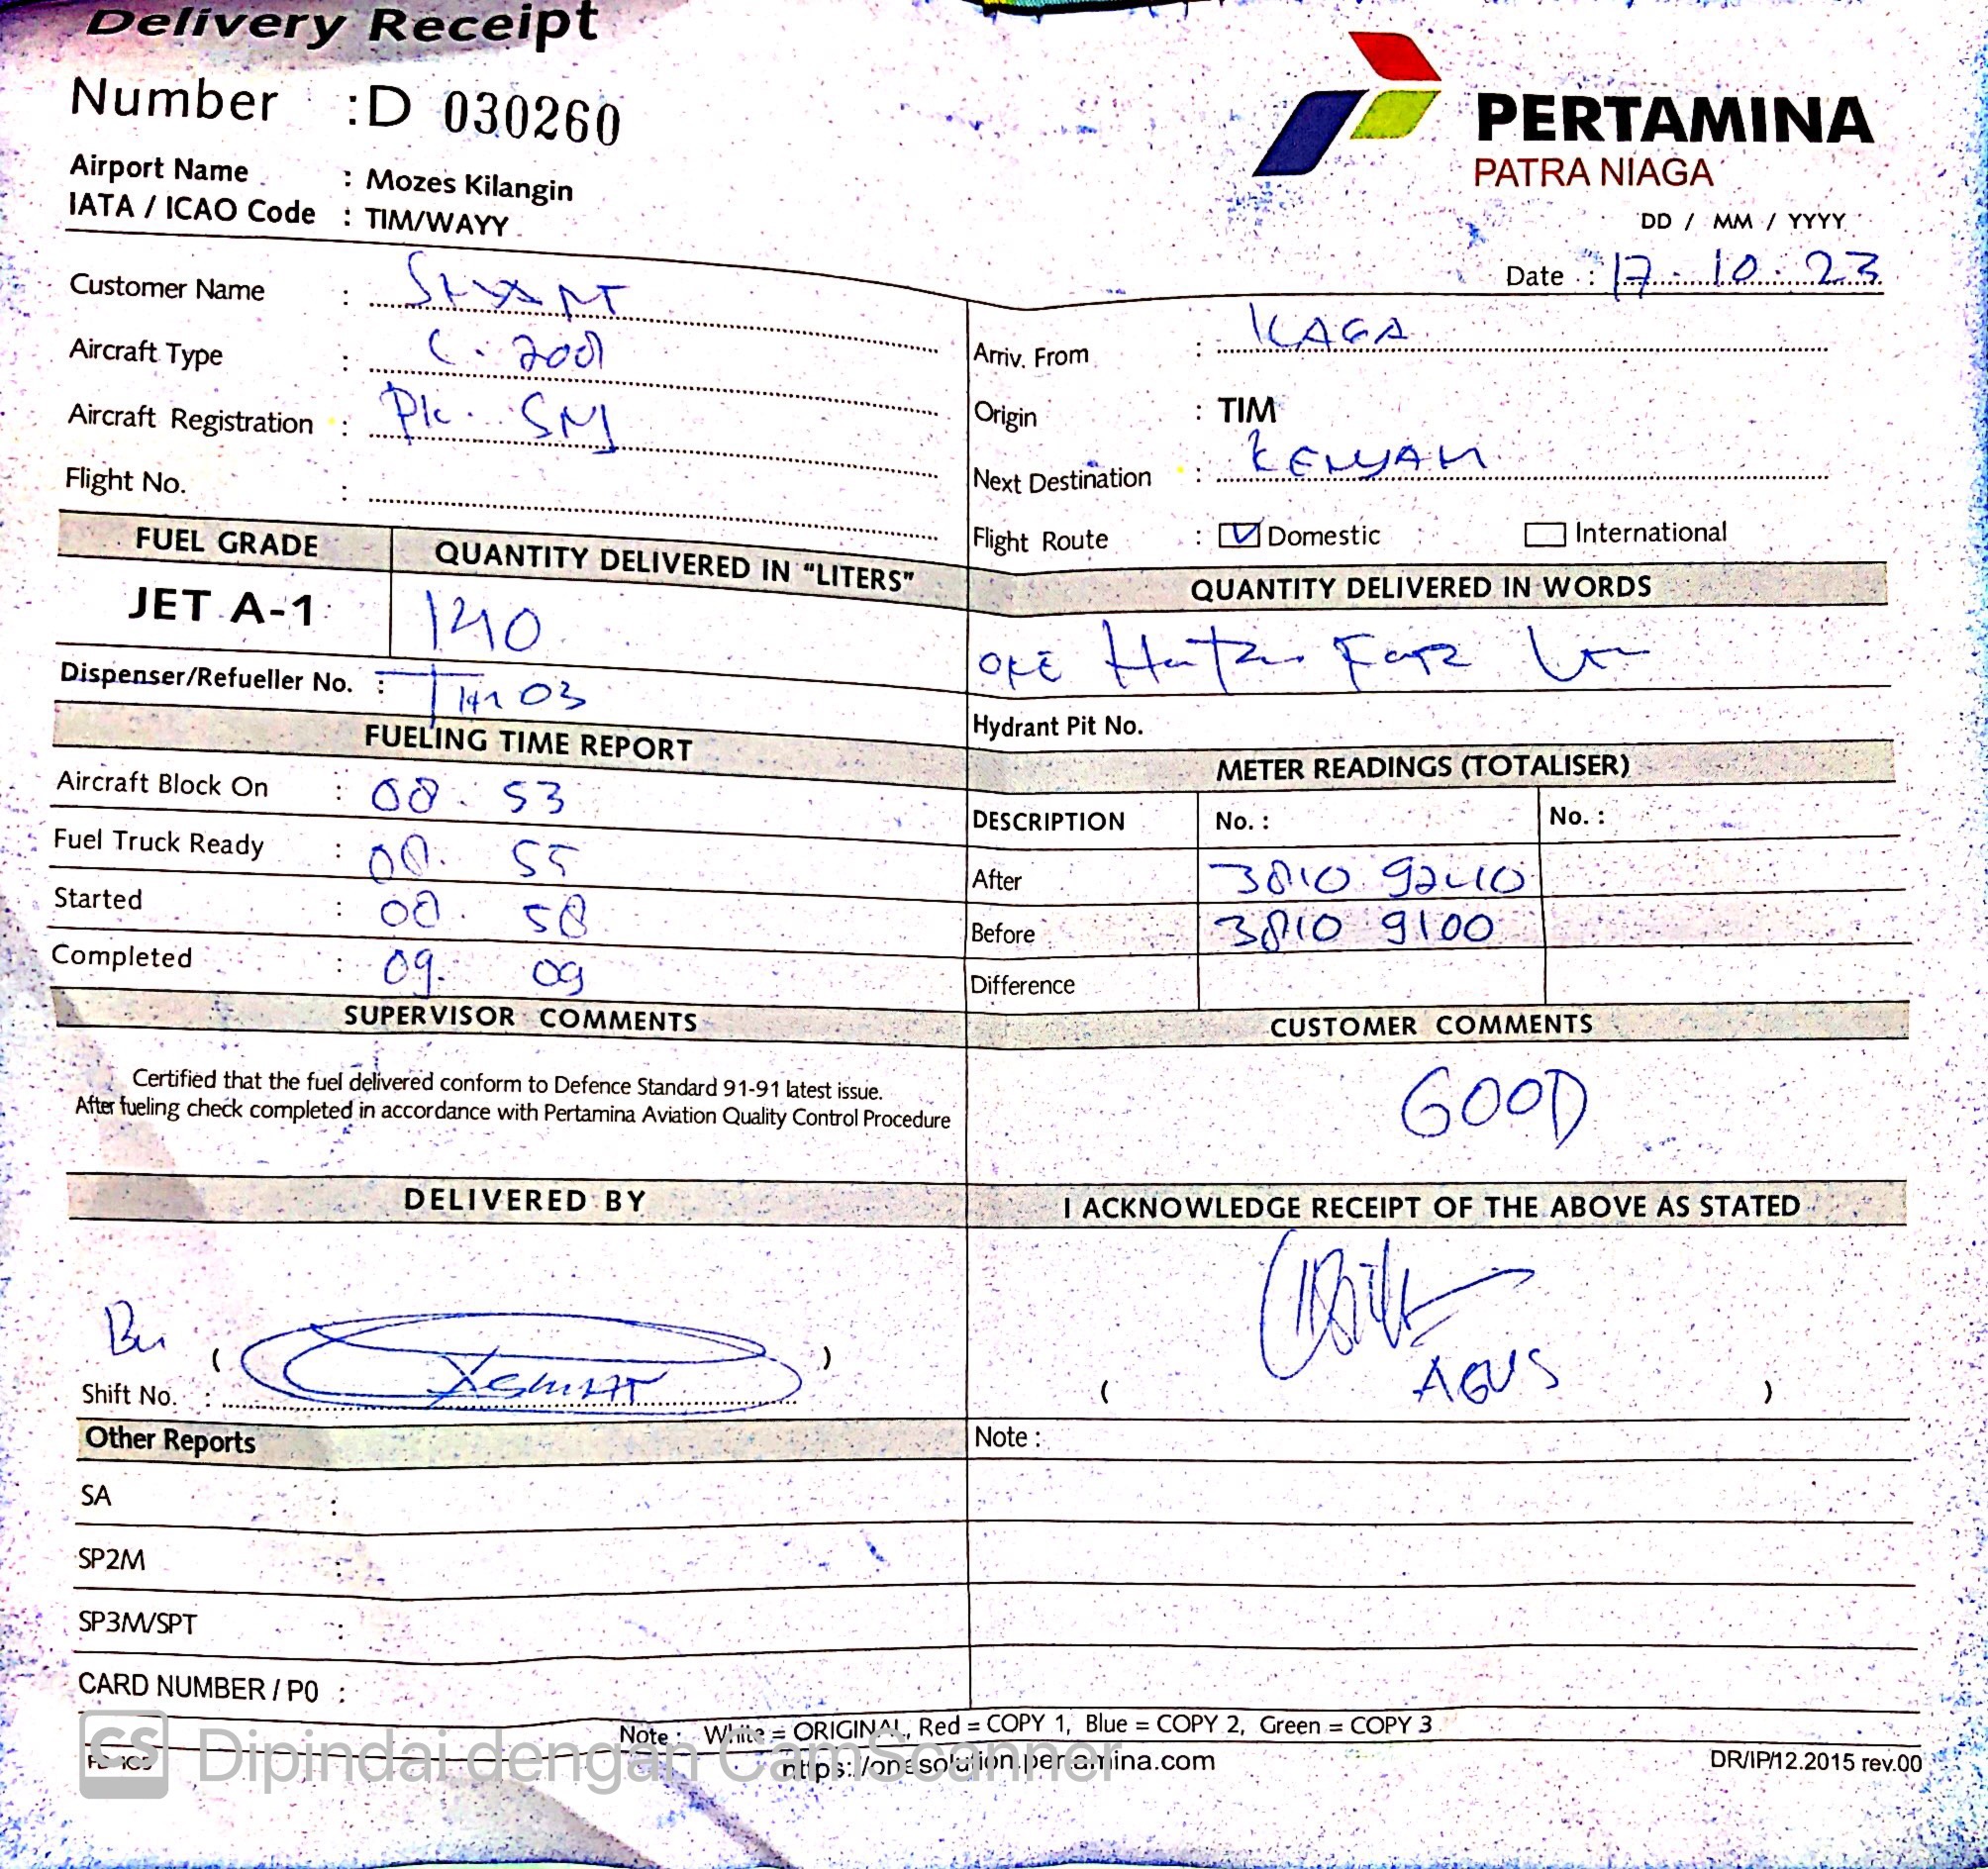 Delivery Receipt
Number : D 030260
PERTAMINA
PATRA NIAGA
Airport Name : Mozes Kilangin
IATA / ICAO Code : TIM/WAYY
DD / MM / YYYY
Date : 17 . 10 . 23
Customer Name :
Aircraft Type :
Aircraft Registration : PK .
Flight No. :
Arriv. From :
Origin : TIM
Next Destination : KENYAM
Flight Route : Domestic International
FUEL GRADE QUANTITY DELIVERED IN "LITERS"
JET A-1 140
Dispenser/Refueller No. : 03
QUANTITY DELIVERED IN WORDS
Hydrant Pit No.
FUELING TIME REPORT
Aircraft Block On : 08 . 53
Fuel Truck Ready : 08 . 55
Started : 08 . 58
Completed : 09 . 09
METER READINGS (TOTALISER)
DESCRIPTION No. : No. :
After 3810 9240
Before 3810 9100
Difference
SUPERVISOR COMMENTS
Certified that the fuel delivered conform to Defence Standard 91-91 latest issue.
After fueling check completed in accordance with Pertamina Aviation Quality Control Procedure
CUSTOMER COMMENTS
GOOD
DELIVERED BY
( )
Shift No. :
I ACKNOWLEDGE RECEIPT OF THE ABOVE AS STATED
( AGUS )
Other Reports
SA :
SP2M :
SP3M/SPT :
CARD NUMBER / P0 :
Note :
Note : White = ORIGINAL, Red = COPY 1, Blue = COPY 2, Green = COPY 3
https://onesolution.pertamina.com
DR/IP/12.2015 rev.00
CS Dipindai dengan CamScanner